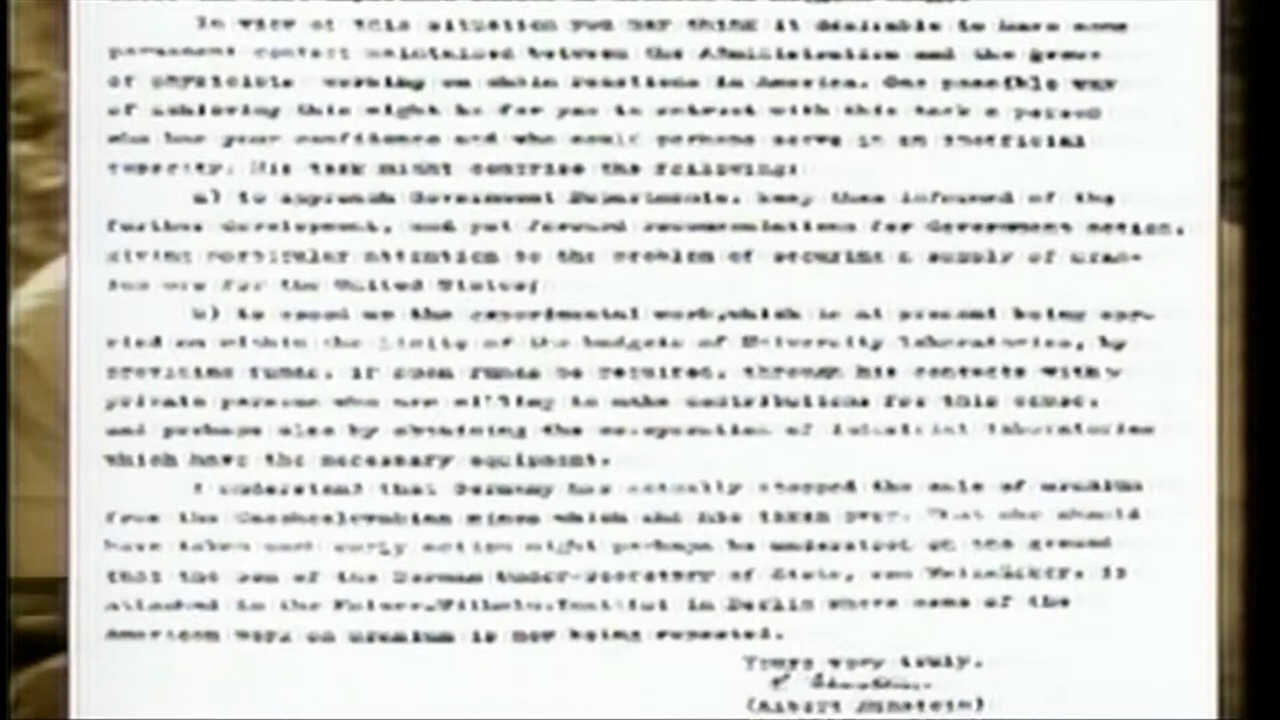 In view of this situation you may think it desirable to have some
permanent contact maintained between the Administration and the group
of physicists working on chain reactions in America. One possible way
of achieving this might be for you to entrust with this task a person
who has your confidence and who could perhaps serve in an inofficial
capacity. His task might comprise the following:
a) to approach Government Departments, keep them informed of the
further development, and put forward recommendations for Government action,
giving particular attention to the problem of securing a supply of uran-
ium ore for the United States;
b) to speed up the experimental work, which is at present being car-
ried on within the limits of the budgets of University laboratories, by
providing funds, if such funds be required, through his contacts with
private persons who are willing to make contributions for this cause,
and perhaps also by obtaining the co-operation of industrial laboratories
which have the necessary equipment.
I understand that Germany has actually stopped the sale of uranium
from the Czechoslovakian mines which she has taken over. That she should
have taken such early action might perhaps be understood on the ground
that the son of the German Under-Secretary of State, von Weizsäcker, is
attached to the Kaiser-Wilhelm-Institut in Berlin where some of the
American work on uranium is now being repeated.
Yours very truly,
(Albert Einstein)